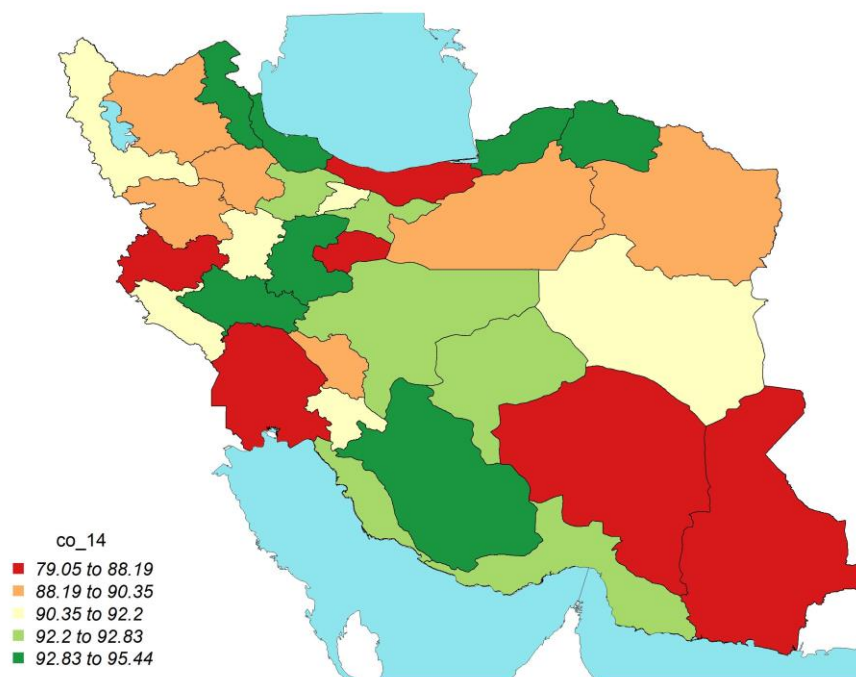 co_14
79.05 to 88.19
88.19 to 90.35
90.35 to 92.2
92.2 to 92.83
92.83 to 95.44